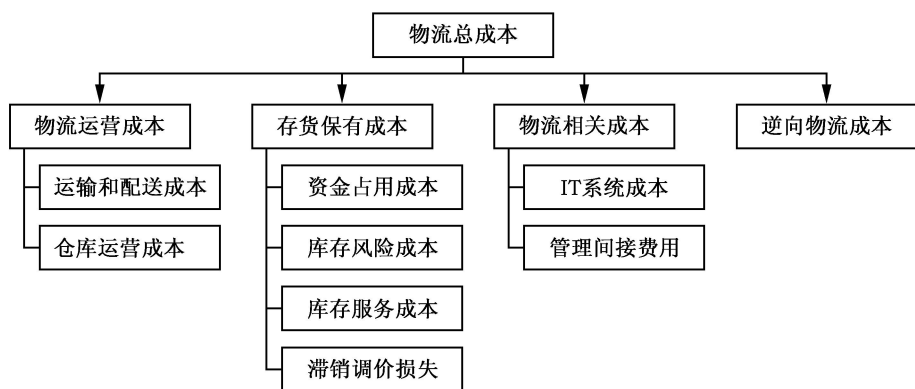 物流总成本
物流运营成本
存货保有成本
物流相关成本
逆向物流成本
运输和配送成本
资金占用成本
IT系统成本
仓库运营成本
库存风险成本
管理间接费用
库存服务成本
滞销调价损失